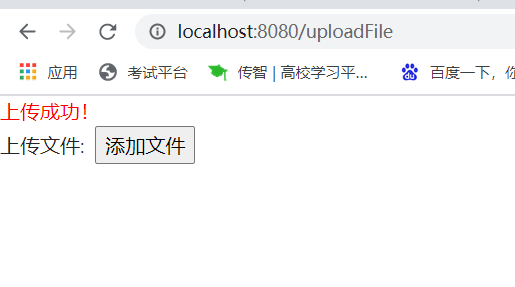 localhost:8080/uploadFile
应用 考试平台 传智 | 高校学习平... 百度一下，你
上传成功！
上传文件: 添加文件